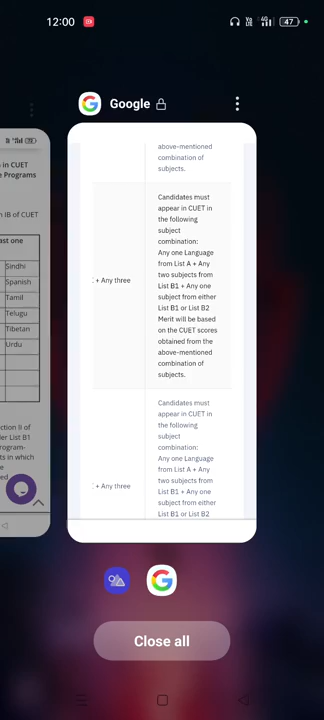 12:00
Vo
LTE
4G
47
Google
in CUET
e Programs
n IB of CUET
ast one
Sindhi
Spanish
Tamil
Telugu
Tibetan
Urdu
ction II of
er List B1
rogram-
ts in which
e
ed
above-mentioned
combination of
subjects.
: + Any three
Candidates must
appear in CUET in
the following
subject
combination:
Any one Language
from List A + Any
two subjects from
List B1 + Any one
subject from either
List B1 or List B2
Merit will be based
on the CUET scores
obtained from the
above-mentioned
combination of
subjects.
: + Any three
Candidates must
appear in CUET in
the following
subject
combination:
Any one Language
from List A + Any
two subjects from
List B1 + Any one
subject from either
List B1 or List B2
Close all